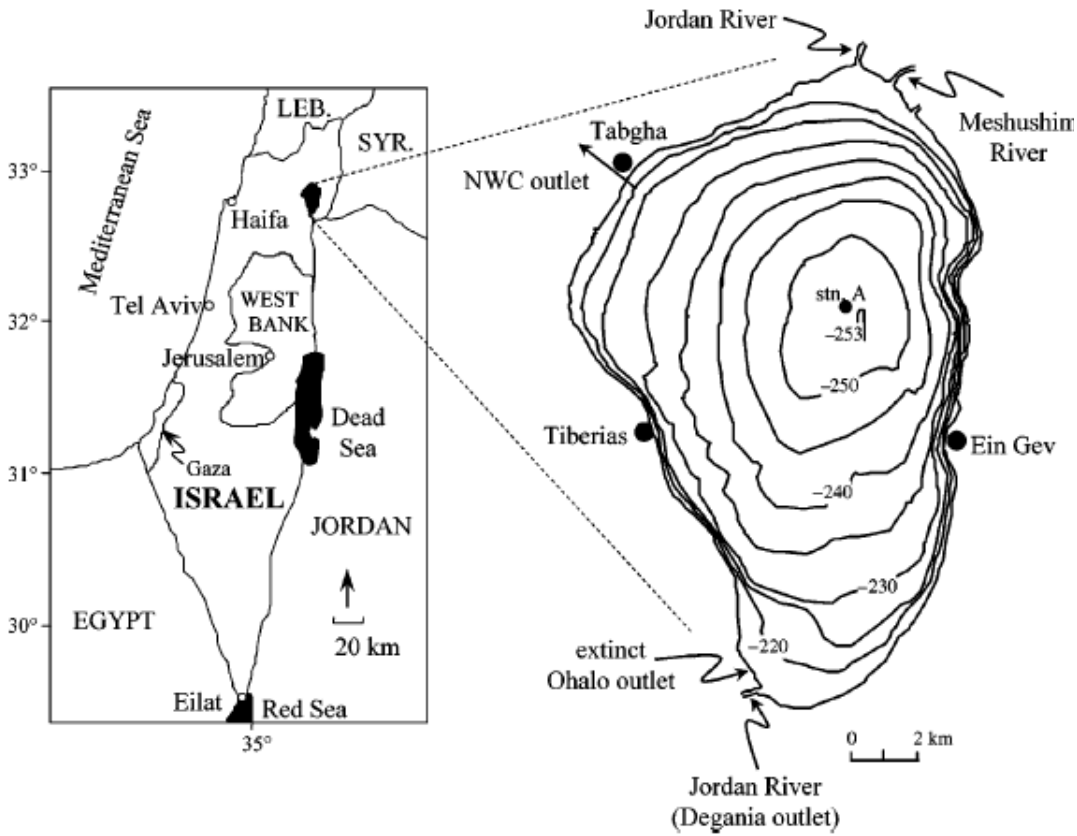 Jordan River
Meshushim
River
Tabgha
NWC outlet
stn. A
–253
–250
–240
–230
–220
Tiberias
Ein Gev
extinct
Ohalo outlet
0 2 km
Jordan River
(Degania outlet)
Mediterranean Sea
LEB.
SYR.
33°
Haifa
Tel Aviv
WEST
BANK
32°
Jerusalem
Dead
Sea
31°
Gaza
ISRAEL
JORDAN
EGYPT
30°
20 km
Eilat
Red Sea
35°